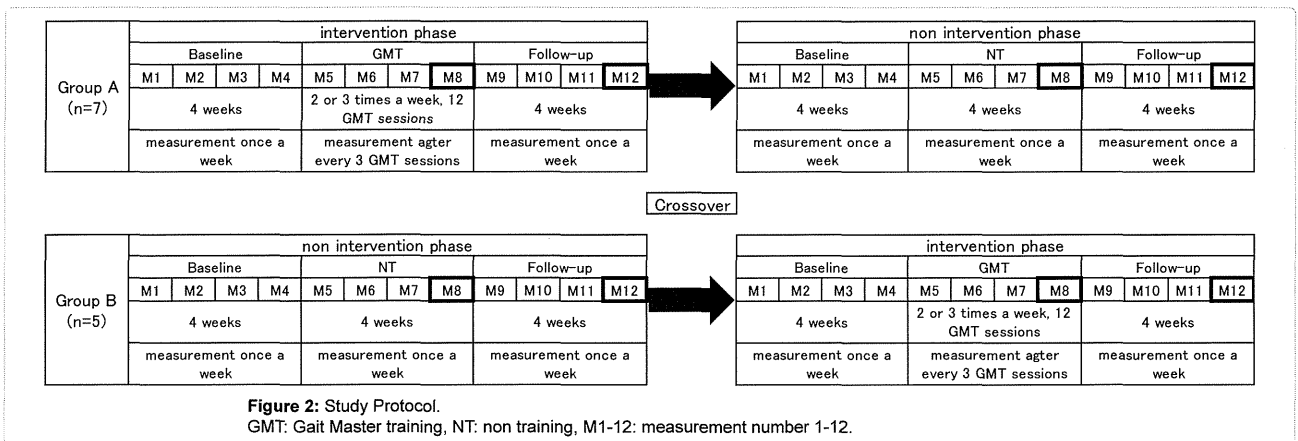 Group A
(n=7)
intervention phase
Baseline GMT Follow-up
M1 M2 M3 M4 M5 M6 M7 M8 M9 M10 M11 M12
4 weeks 2 or 3 times a week, 12 GMT sessions 4 weeks
measurement once a week measurement agter every 3 GMT sessions measurement once a week
non intervention phase
Baseline NT Follow-up
M1 M2 M3 M4 M5 M6 M7 M8 M9 M10 M11 M12
4 weeks 4 weeks 4 weeks
measurement once a week measurement once a week measurement once a week
Crossover
Group B
(n=5)
non intervention phase
Baseline NT Follow-up
M1 M2 M3 M4 M5 M6 M7 M8 M9 M10 M11 M12
4 weeks 4 weeks 4 weeks
measurement once a week measurement once a week measurement once a week
intervention phase
Baseline GMT Follow-up
M1 M2 M3 M4 M5 M6 M7 M8 M9 M10 M11 M12
4 weeks 2 or 3 times a week, 12 GMT sessions 4 weeks
measurement once a week measurement agter every 3 GMT sessions measurement once a week
Figure 2: Study Protocol.
GMT: Gait Master training, NT: non training, M1-12: measurement number 1-12.